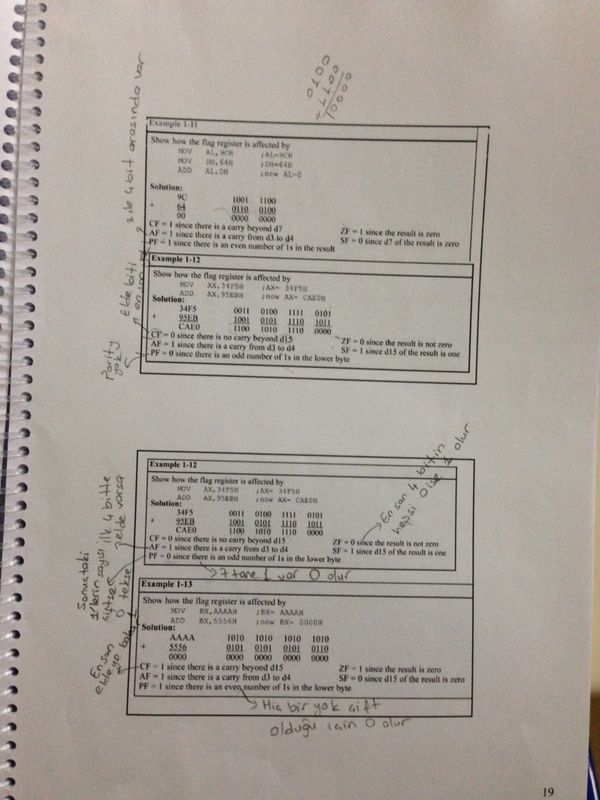 0010
0111
+
10000
Example 1-11
Show how the flag register is affected by
MOV AL,9CH ;AL=9CH
MOV DH,64H ;DH=64H
ADD AL,DH ;now AL=0
Solution:
9C 1001 1100
+ 64 0110 0100
00 0000 0000
CF = 1 since there is a carry beyond d7 ZF = 1 since the result is zero
AF = 1 since there is a carry from d3 to d4 SF = 0 since d7 of the result is zero
PF = 1 since there is an even number of 1s in the result
Elde biti ilk 4 bit arasında var
en son
Example 1-12
Show how the flag register is affected by
MOV AX,34F5H ;AX= 34F5H
ADD AX,95EBH ;now AX= CAE0H
Solution:
34F5 0011 0100 1111 0101
+ 95EB 1001 0101 1110 1011
CAE0 1100 1010 1110 0000
CF = 0 since there is no carry beyond d15 ZF = 0 since the result is not zero
AF = 1 since there is a carry from d3 to d4 SF = 1 since d15 of the result is one
PF = 0 since there is an odd number of 1s in the lower byte
Parity
yok
Example 1-12
Show how the flag register is affected by
MOV AX,34F5H ;AX= 34F5H
ADD AX,95EBH ;now AX= CAE0H
Solution:
34F5 0011 0100 1111 0101
+ 95EB 1001 0101 1110 1011
CAE0 1100 1010 1110 0000
CF = 0 since there is no carry beyond d15 ZF = 0 since the result is not zero
AF = 1 since there is a carry from d3 to d4 SF = 1 since d15 of the result is one
PF = 0 since there is an odd number of 1s in the lower byte
En son 4 bitin
hepsi 0 ise 1 olur
7 tane 1 var 0 olur
ilk 4 bitte
elde varsa
Sonuctaki
1'lerin sayısı
çiftse
0 tekse
En son
elde ye bak
Example 1-13
Show how the flag register is affected by
MOV BX,AAAAH ;BX= AAAAH
ADD BX,5556H ;now BX= 0000H
Solution:
AAAA 1010 1010 1010 1010
+ 5556 0101 0101 0101 0110
0000 0000 0000 0000 0000
CF = 1 since there is a carry beyond d15 ZF = 1 since the result is zero
AF = 1 since there is a carry from d3 to d4 SF = 0 since d15 of the result is zero
PF = 1 since there is an even number of 1s in the lower byte
Hic bir yok çift
olduğu için 0 olur
19